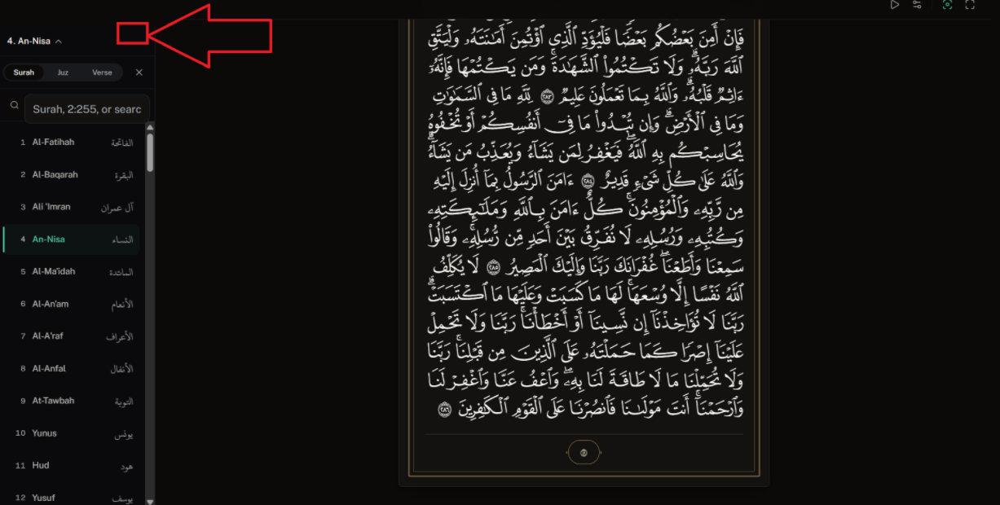 4. An-Nisa
Surah Juz Verse
Surah, 2:255, or searc
1 Al-Fatihah الفاتحة
2 Al-Baqarah البقرة
3 Ali 'Imran آل عمران
4 An-Nisa النساء
5 Al-Ma'idah المائدة
6 Al-An'am الأنعام
7 Al-A'raf الأعراف
8 Al-Anfal الأنفال
9 At-Tawbah التوبة
10 Yunus يونس
11 Hud هود
12 Yusuf يوسف
فَإِنْ أَمِنَ بَعْضُكُم بَعْضًا فَلْيُؤَدِّ ٱلَّذِى ٱؤْتُمِنَ أَمَـٰنَتَهُۥ وَلْيَتَّقِ
ٱللَّهَ رَبَّهُۥۗ وَلَا تَكْتُمُوا۟ ٱلشَّهَـٰدَةَۚ وَمَن يَكْتُمْهَا فَإِنَّهُۥٓ
ءَاثِمٌ قَلْبُهُۥۗ وَٱللَّهُ بِمَا تَعْمَلُونَ عَلِيمٌ ٢٨٣ لِّلَّهِ مَا فِى ٱلسَّمَـٰوَٰتِ
وَمَا فِى ٱلْأَرْضِۗ وَإِن تُبْدُوا۟ مَا فِىٓ أَنفُسِكُمْ أَوْ تُخْفُوهُ
يُحَاسِبْكُم بِهِ ٱللَّهُۖ فَيَغْفِرُ لِمَن يَشَآءُ وَيُعَذِّبُ مَن يَشَآءُۗ
وَٱللَّهُ عَلَىٰ كُلِّ شَىْءٍ قَدِيرٌ ٢٨٤ ءَامَنَ ٱلرَّسُولُ بِمَآ أُنزِلَ إِلَيْهِ
مِن رَّبِّهِۦ وَٱلْمُؤْمِنُونَۚ كُلٌّ ءَامَنَ بِٱللَّهِ وَمَلَـٰٓئِكَتِهِۦ
وَكُتُبِهِۦ وَرُسُلِهِۦ لَا نُفَرِّقُ بَيْنَ أَحَدٍ مِّن رُّسُلِهِۦۚ وَقَالُوا۟
سَمِعْنَا وَأَطَعْنَاۖ غُفْرَانَكَ رَبَّنَا وَإِلَيْكَ ٱلْمَصِيرُ ٢٨٥ لَا يُكَلِّفُ
ٱللَّهُ نَفْسًا إِلَّا وُسْعَهَاۚ لَهَا مَا كَسَبَتْ وَعَلَيْهَا مَا ٱكْتَسَبَتْۗ
رَبَّنَا لَا تُؤَاخِذْنَآ إِن نَّسِينَآ أَوْ أَخْطَأْنَاۚ رَبَّنَا وَلَا تَحْمِلْ
عَلَيْنَآ إِصْرًا كَمَا حَمَلْتَهُۥ عَلَى ٱلَّذِينَ مِن قَبْلِنَاۚ رَبَّنَا
وَلَا تُحَمِّلْنَا مَا لَا طَاقَةَ لَنَا بِهِۦۖ وَٱعْفُ عَنَّا وَٱغْفِرْ لَنَا
وَٱرْحَمْنَآۚ أَنتَ مَوْلَىٰنَا فَٱنصُرْنَا عَلَى ٱلْقَوْمِ ٱلْكَـٰفِرِينَ ٢٨٦